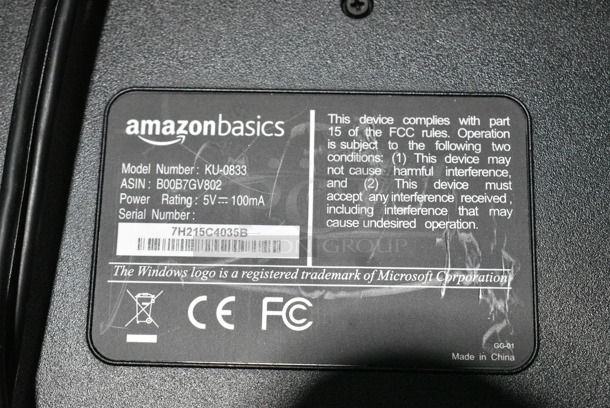 amazonbasics
Model Number: KU-0833
ASIN: B00B7GV802
Power Rating: 5V⎓100mA
Serial Number:
7H215C4035B
This device complies with part
15 of the FCC rules. Operation
is subject to the following two
conditions: (1) This device may
not cause harmful interference,
and (2) This device must
accept any interference received,
including interference that may
cause undesired operation.
GROUP
The Windows logo is a registered trademark of Microsoft Corporation
CE FC
GG-01
Made in China